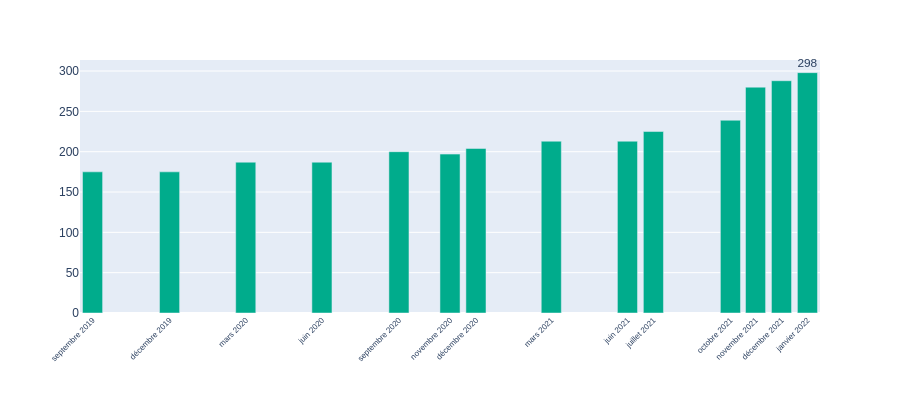 298
300
250
200
150
100
50
0
septembre 2019
décembre 2019
mars 2020
juin 2020
septembre 2020
novembre 2020
décembre 2020
mars 2021
juin 2021
juillet 2021
octobre 2021
novembre 2021
décembre 2021
janvier 2022